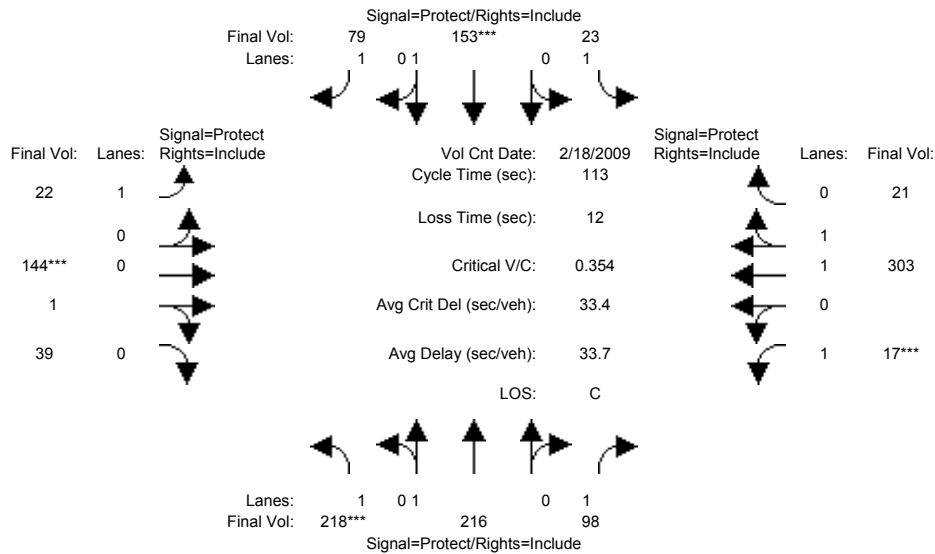 Signal=Protect/Rights=Include
Final Vol: 79 153*** 23
Lanes: 1 0 1 0 1
Signal=Protect
Final Vol: Lanes: Rights=Include
Vol Cnt Date: 2/18/2009
Signal=Protect
Rights=Include Lanes: Final Vol:
Cycle Time (sec): 113
22 1
0 21
Loss Time (sec): 12
0
1
144*** 0
Critical V/C: 0.354
1 303
1 0
Avg Crit Del (sec/veh): 33.4
0
39 0
Avg Delay (sec/veh): 33.7
1 17***
LOS: C
Lanes: 1 0 1 0 1
Final Vol: 218*** 216 98
Signal=Protect/Rights=Include